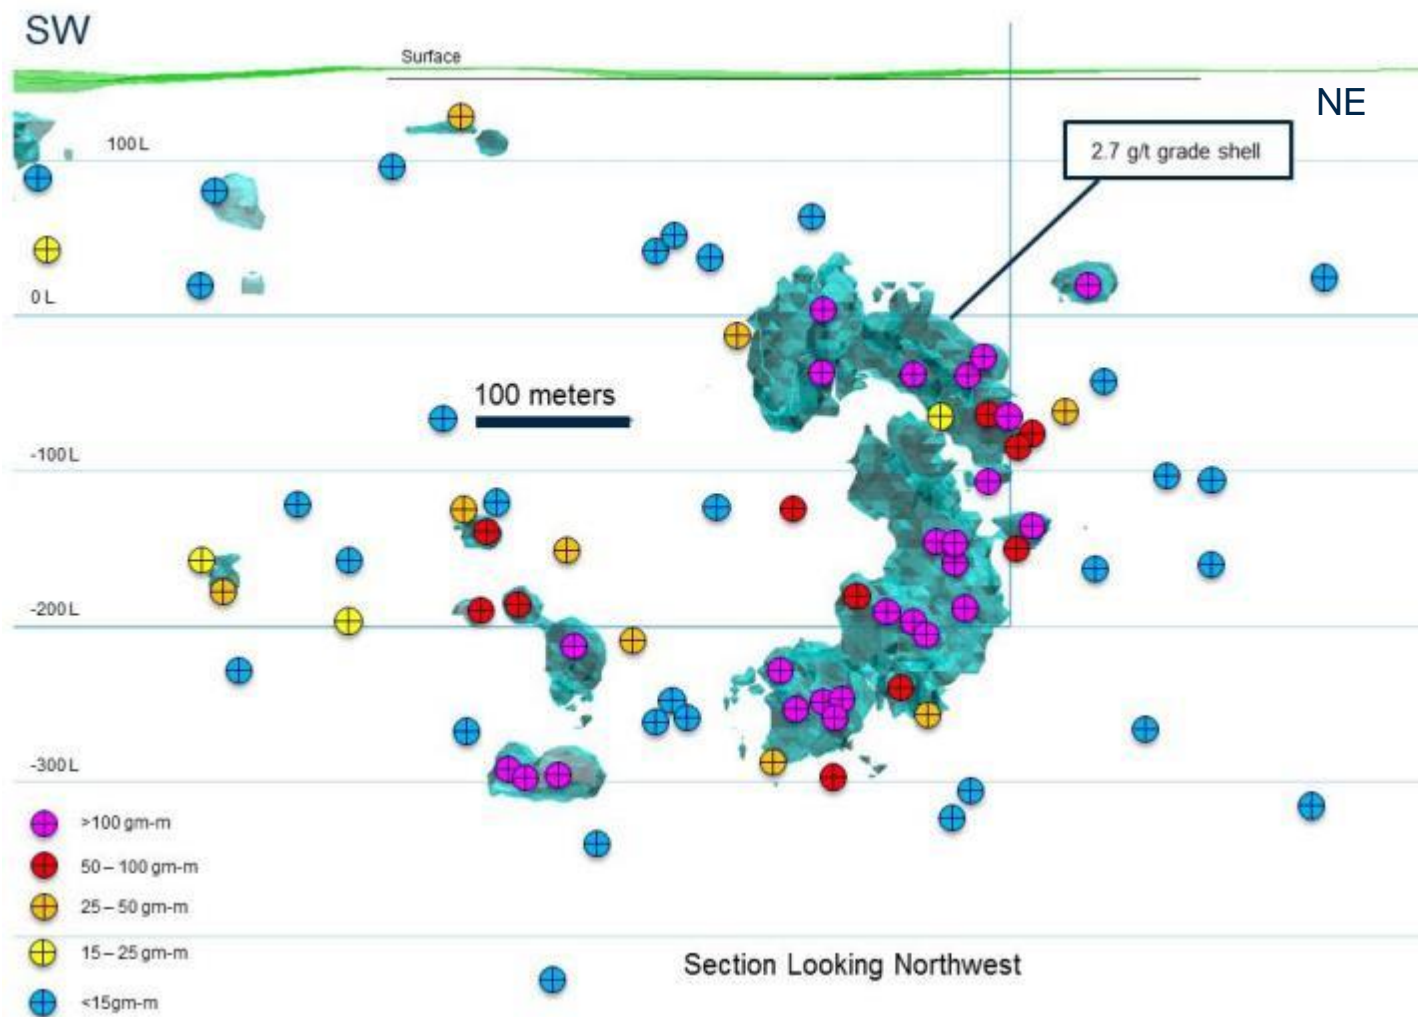 SW
Surface
NE
100 L
2.7 g/t grade shell
0 L
100 meters
-100 L
-200 L
-300 L
>100 gm-m
50 – 100 gm-m
25 – 50 gm-m
15 – 25 gm-m
<15gm-m
Section Looking Northwest